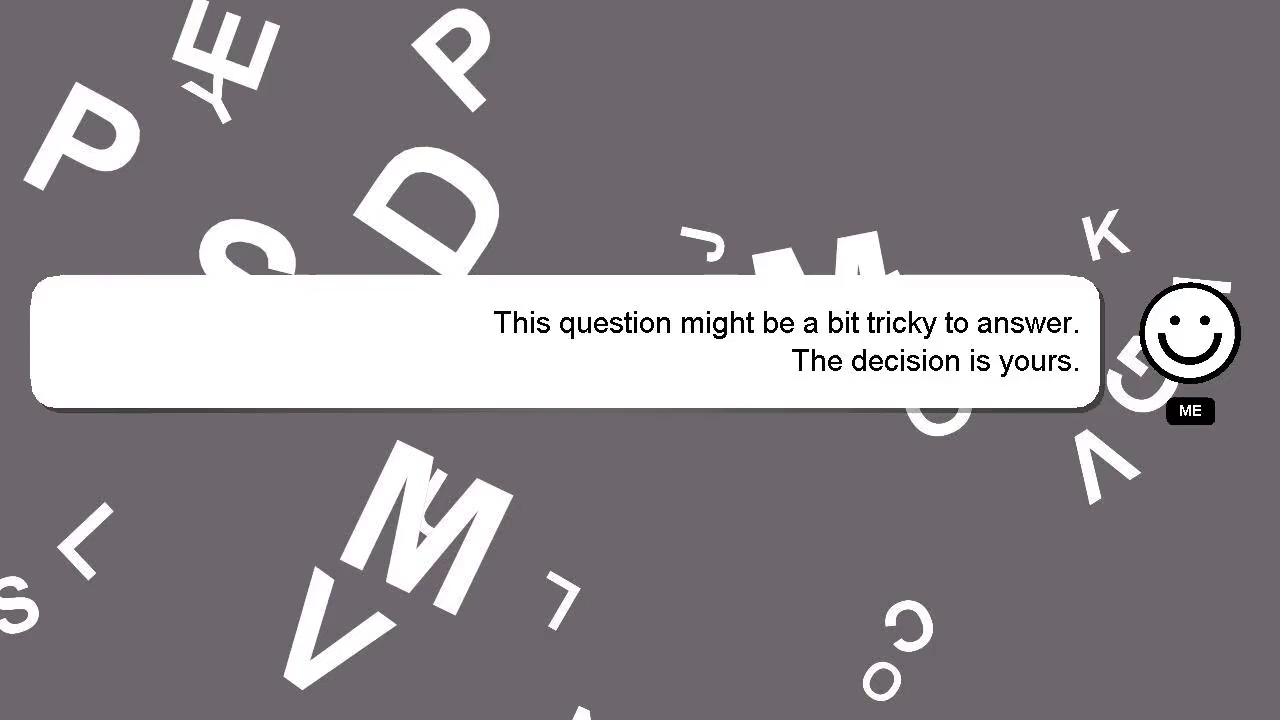 P
E
Y
P
S
D
J
M
K
This question might be a bit tricky to answer.
The decision is yours.
ME
G
V
M
L
S
V
L
C
O